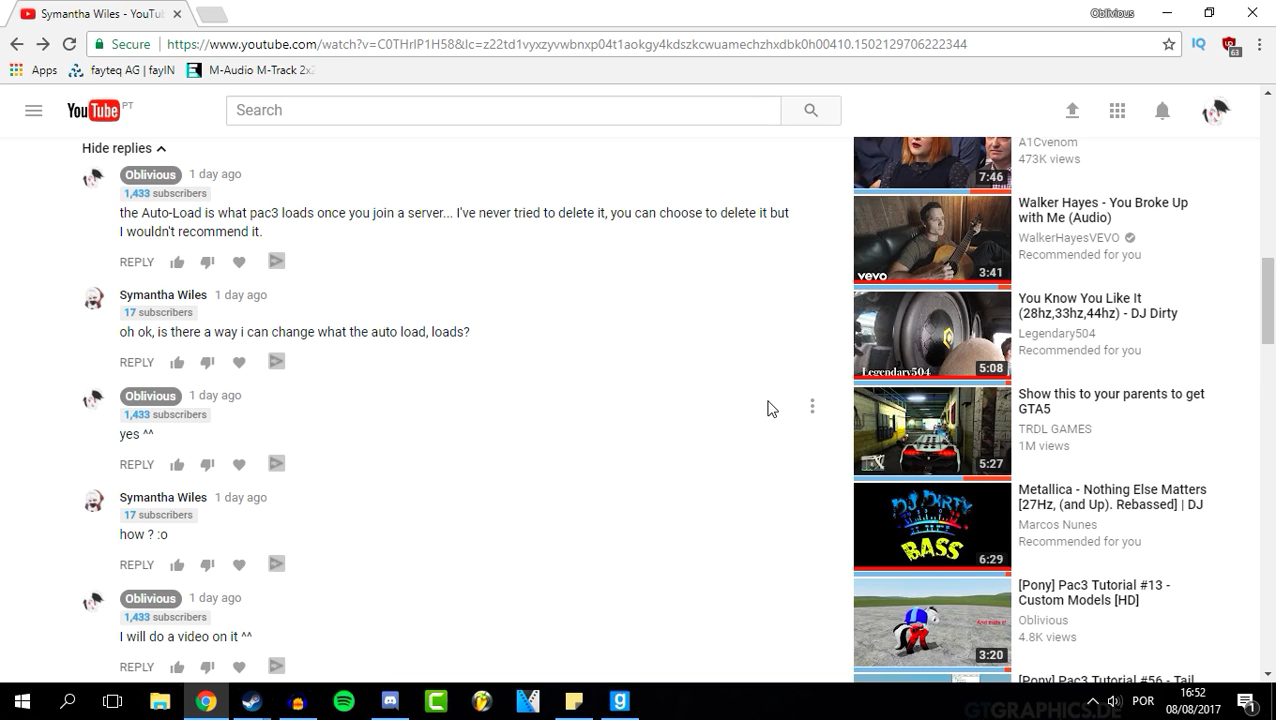 Symantha Wiles - YouTu
Oblivious
Secure
https://www.youtube.com/watch?v=C0THrIP1H58&lc=z22td1vyxzyvwbnxp04t1aokgy4kdszkcwuamechzhxdbk0h00410.1502129706222344
63
Apps
fayteq AG | fayIN
M-Audio M-Track 2x2
YouTube PT
Search
Hide replies
Oblivious 1 day ago
1,433 subscribers
the Auto-Load is what pac3 loads once you join a server... I've never tried to delete it, you can choose to delete it but
I wouldn't recommend it.
REPLY
Symantha Wiles 1 day ago
17 subscribers
oh ok, is there a way i can change what the auto load, loads?
REPLY
Oblivious 1 day ago
1,433 subscribers
yes ^^
REPLY
Symantha Wiles 1 day ago
17 subscribers
how ? :o
REPLY
Oblivious 1 day ago
1,433 subscribers
I will do a video on it ^^
REPLY
7:46
A1Cvenom
473K views
vevo
3:41
Walker Hayes - You Broke Up
with Me (Audio)
WalkerHayesVEVO
Recommended for you
Legendary504
5:08
You Know You Like It
(28hz,33hz,44hz) - DJ Dirty
Legendary504
Recommended for you
5:27
Show this to your parents to get
GTA5
TRDL GAMES
1M views
DJ DIRTY
BASS
6:29
Metallica - Nothing Else Matters
[27Hz, (and Up). Rebassed] | DJ
Marcos Nunes
Recommended for you
3:20
[Pony] Pac3 Tutorial #13 -
Custom Models [HD]
Oblivious
4.8K views
[Pony] Pac3 Tutorial #56 - Tail
POR
16:52
08/08/2017
1
GTGRAPHICS.DE